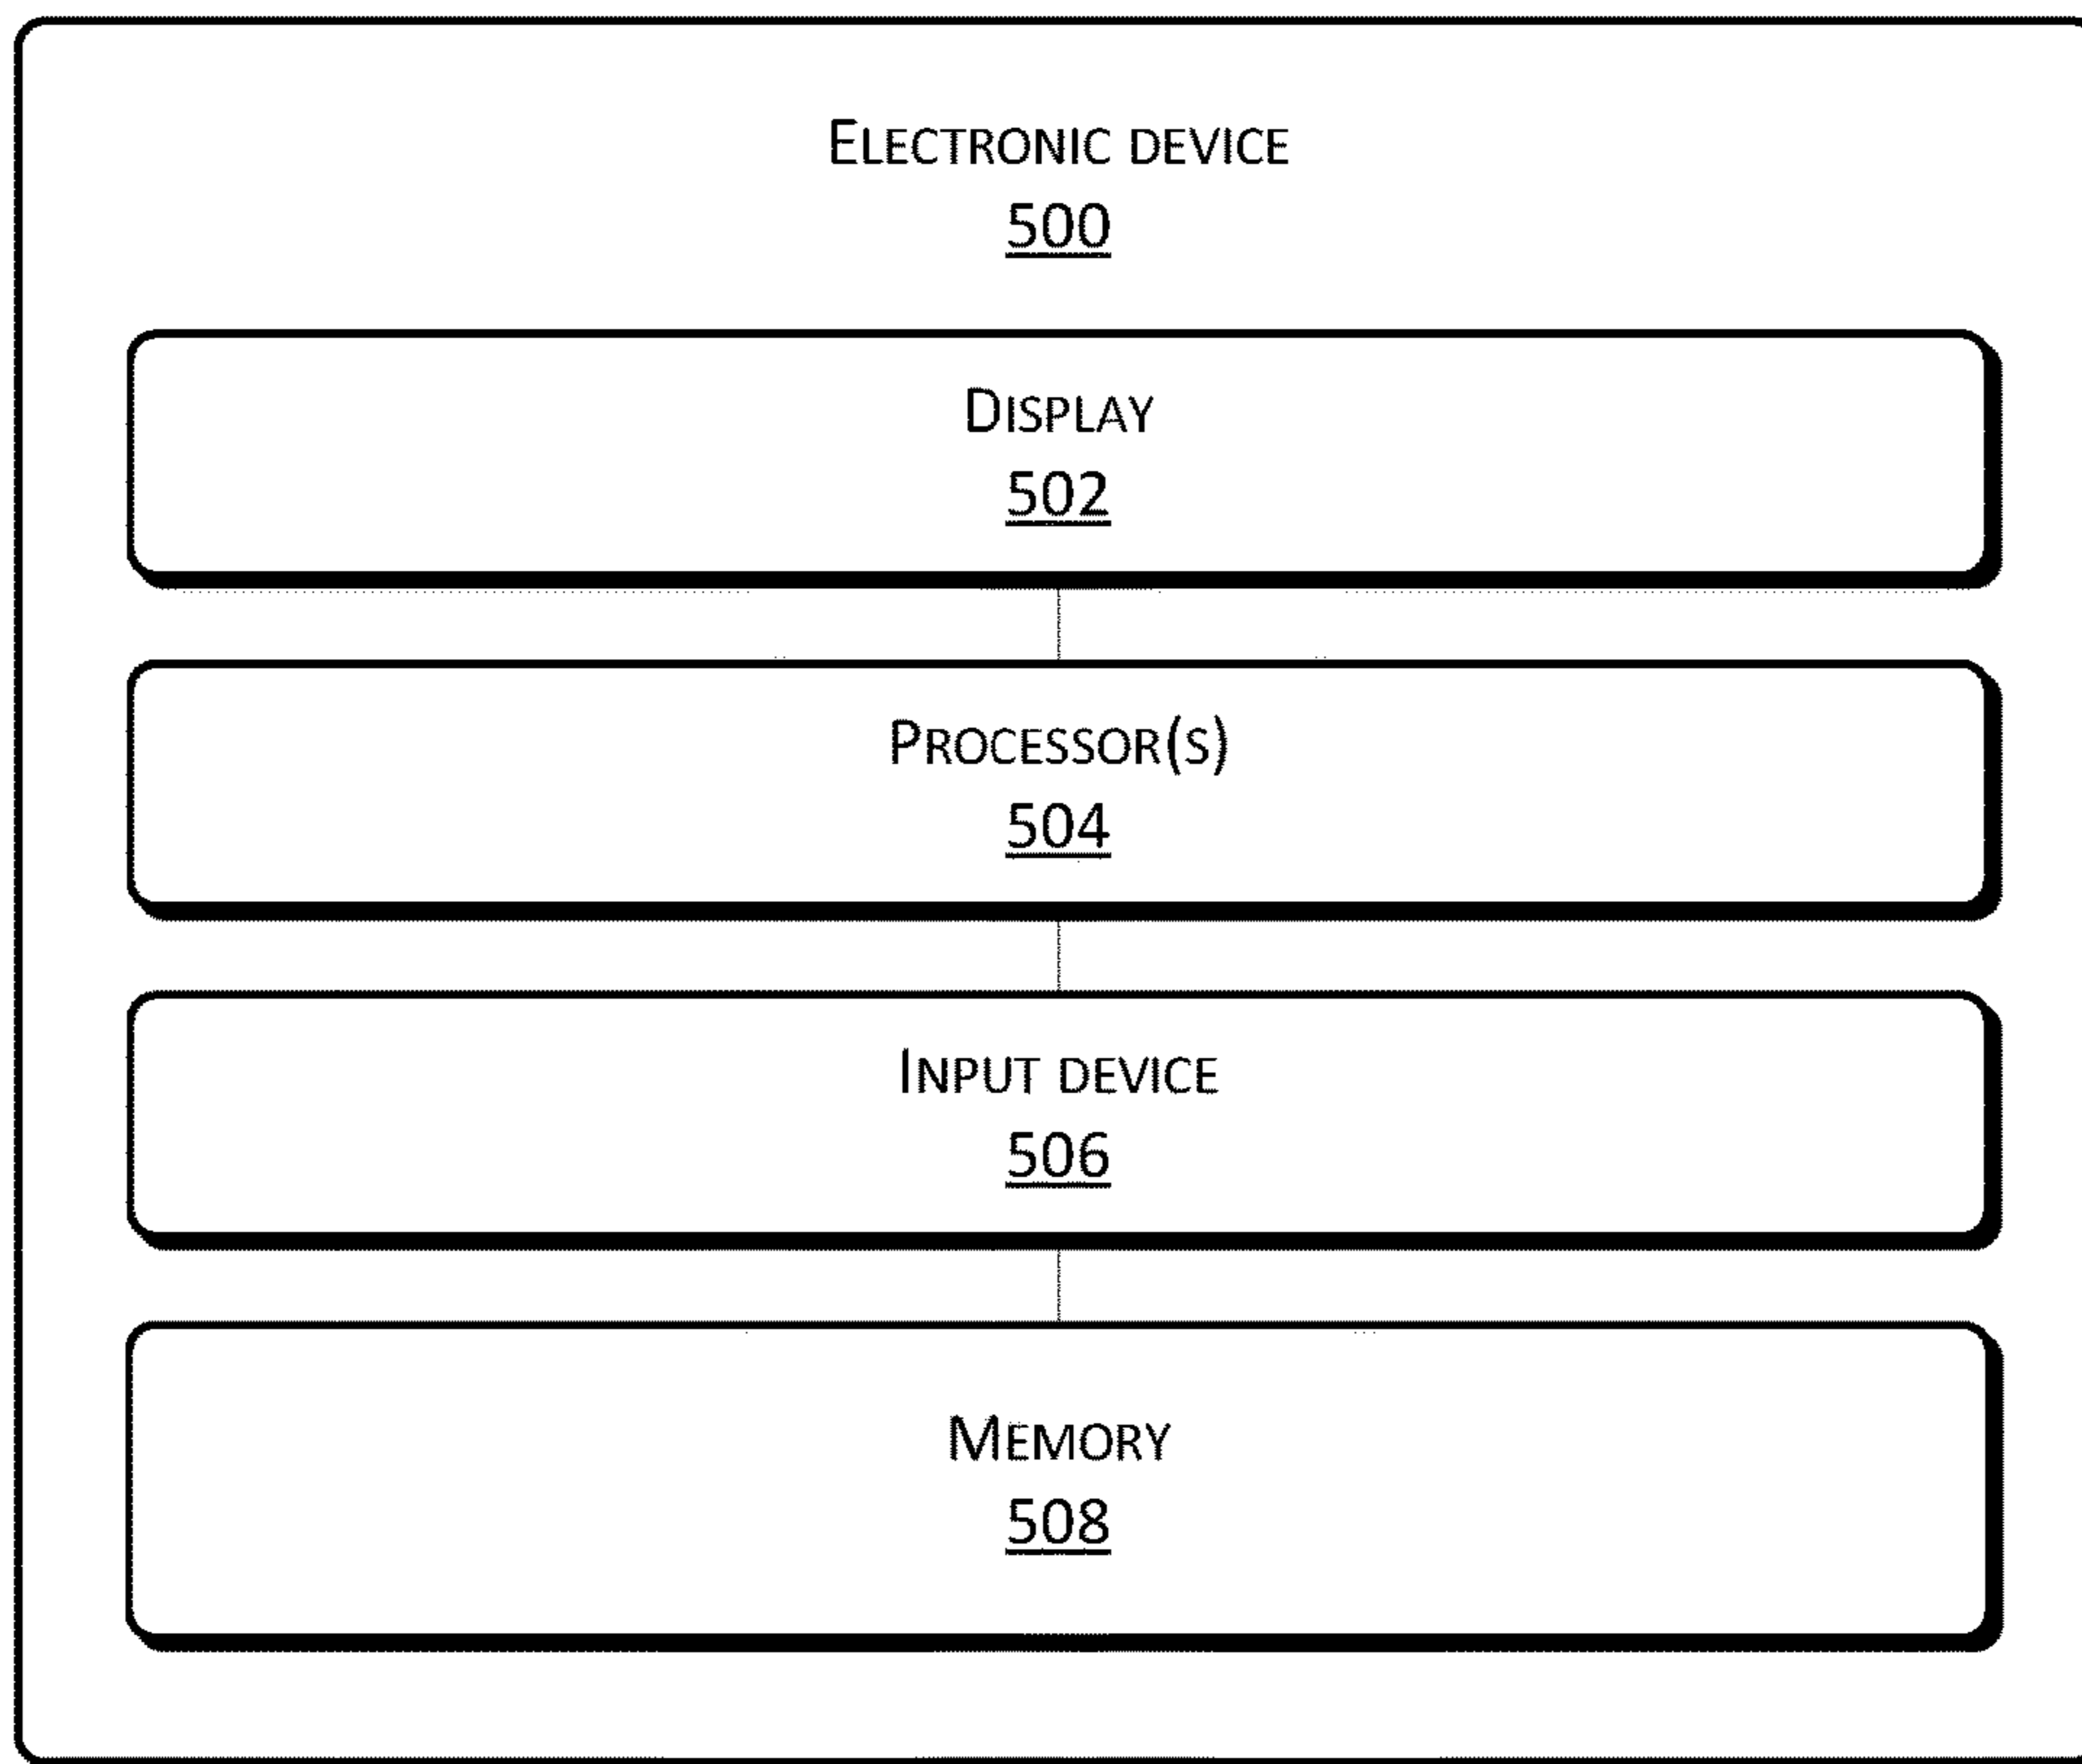 ELECTRONIC DEVICE
500
DISPLAY
502
PROCESSOR(S)
504
INPUT DEVICE
506
MEMORY
508